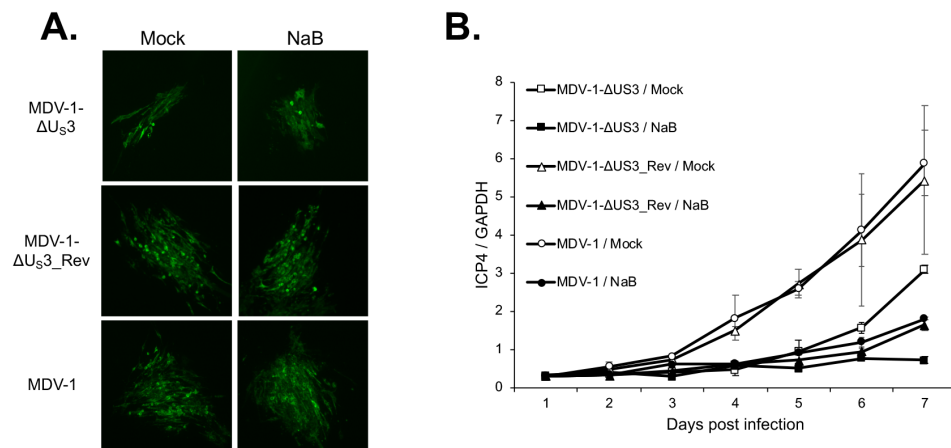 A.
Mock NaB
MDV-1-
ΔUS3
MDV-1-
ΔUS3_Rev
MDV-1
B.
8
7
6
5
4
3
2
1
0
ICP4 / GAPDH
MDV-1-ΔUS3 / Mock
MDV-1-ΔUS3 / NaB
MDV-1-ΔUS3_Rev / Mock
MDV-1-ΔUS3_Rev / NaB
MDV-1 / Mock
MDV-1 / NaB
1 2 3 4 5 6 7
Days post infection